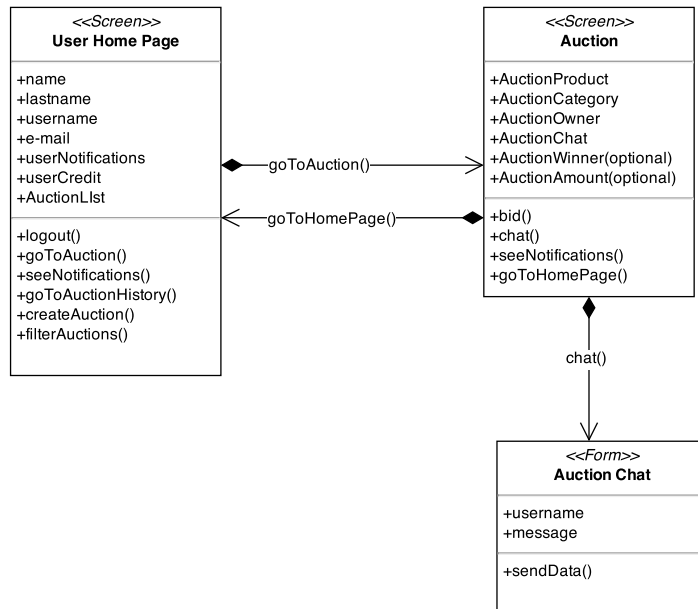 <<Screen>>
User Home Page
+name
+lastname
+username
+e-mail
+userNotifications
+userCredit
+AuctionLIst
+logout()
+goToAuction()
+seeNotifications()
+goToAuctionHistory()
+createAuction()
+filterAuctions()
goToAuction()
goToHomePage()
<<Screen>>
Auction
+AuctionProduct
+AuctionCategory
+AuctionOwner
+AuctionChat
+AuctionWinner(optional)
+AuctionAmount(optional)
+bid()
+chat()
+seeNotifications()
+goToHomePage()
chat()
<<Form>>
Auction Chat
+username
+message
+sendData()